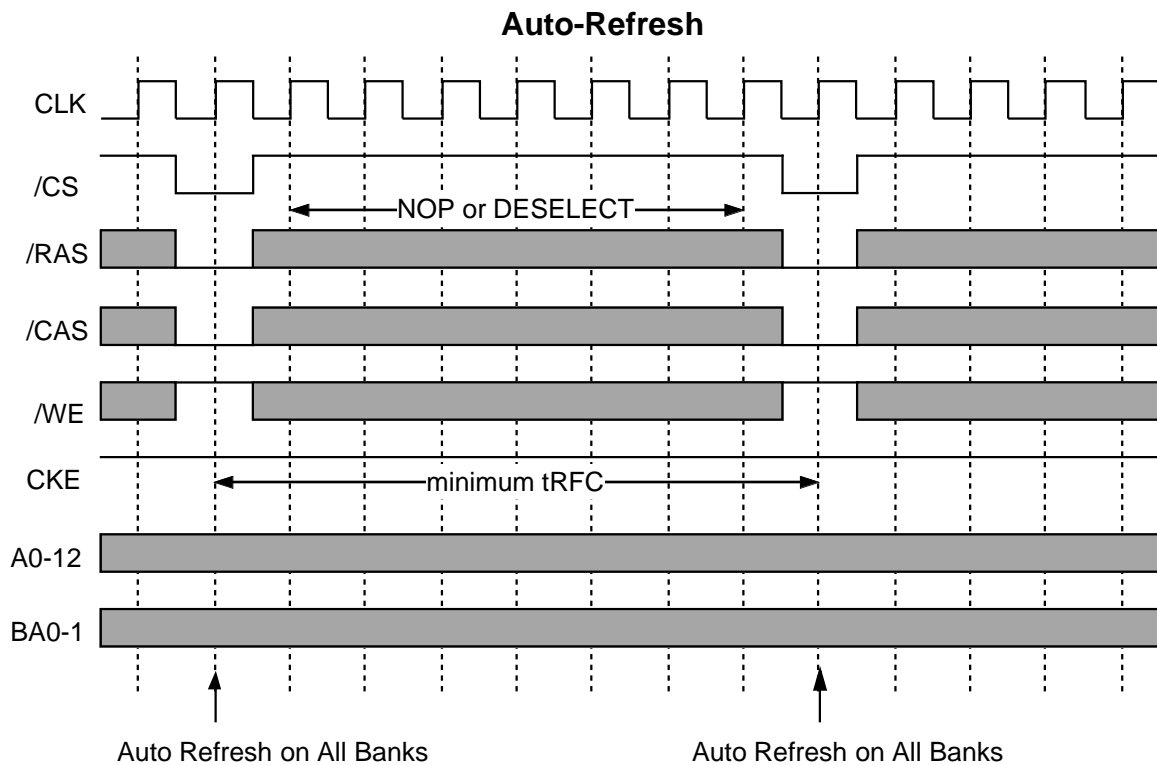 Auto-Refresh
CLK
/CS
NOP or DESELECT
/RAS
/CAS
/WE
CKE
minimum tRFC
A0-12
BA0-1
Auto Refresh on All Banks
Auto Refresh on All Banks